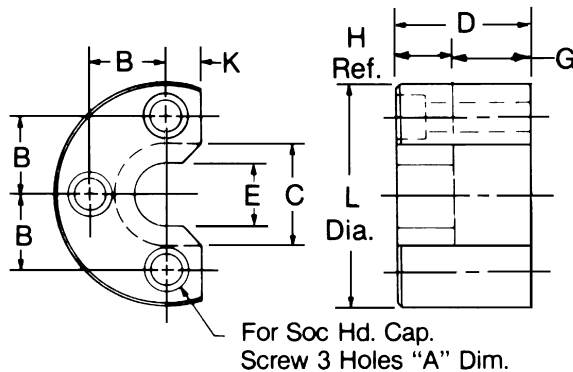 B
K
D
H
Ref.
G
B
B
E
C
L
Dia.
For Soc Hd. Cap.
Screw 3 Holes “A” Dim.